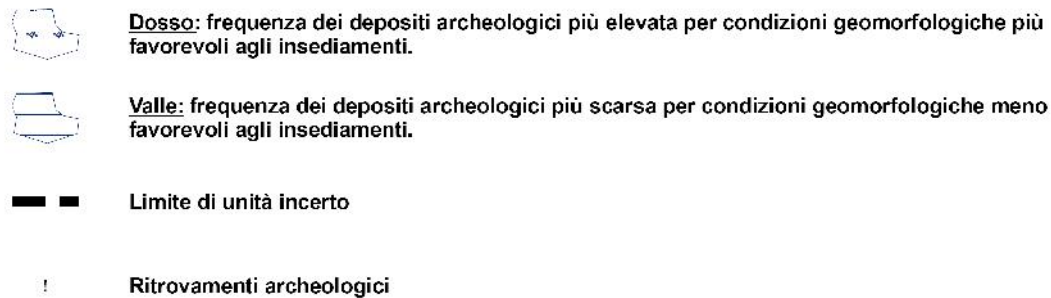 Dosso: frequenza dei depositi archeologici più elevata per condizioni geomorfologiche più
favorevoli agli insediamenti.
Valle: frequenza dei depositi archeologici più scarsa per condizioni geomorfologiche meno
favorevoli agli insediamenti.
Limite di unità incerto
! Ritrovamenti archeologici